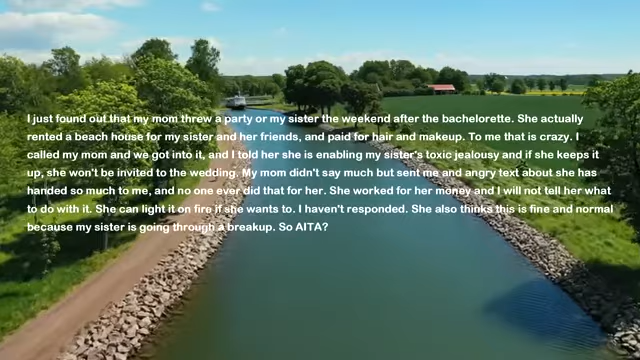 I just found out that my mom threw a party or my sister the weekend after the bachelorette. She actually
rented a beach house for my sister and her friends, and paid for hair and makeup. To me that is crazy. I
called my mom and we got into it, and I told her she is enabling my sister's toxic jealousy and if she keeps it
up, she won't be invited to the wedding. My mom didn't say much but sent me and angry text about she has
handed so much to me, and no one ever did that for her. She worked for her money and I will not tell her what
to do with it. She can light it on fire if she wants to. I haven't responded. She also thinks this is fine and normal
because my sister is going through a breakup. So AITA?